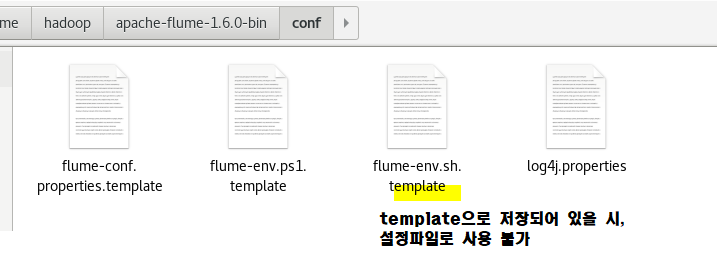 me hadoop apache-flume-1.6.0-bin conf
flume-conf.
properties.template
flume-env.ps1.
template
flume-env.sh.
template
log4j.properties
template으로 저장되어 있을 시,
설정파일로 사용 불가